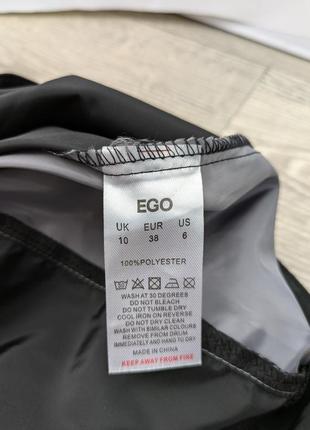 EGO
UK EUR US
10 38 6
100%POLYESTER
WASH AT 30 DEGREES
DO NOT BLEACH
DO NOT TUMBLE DRY
COOL IRON ON REVERSE
DO NOT DRY CLEAN
WASH WITH SIMILAR COLOURS
REMOVE FROM DRUM
IMMEDIATELY AND HANG TO DRY
MADE IN CHINA
KEEP AWAY FROM FIRE